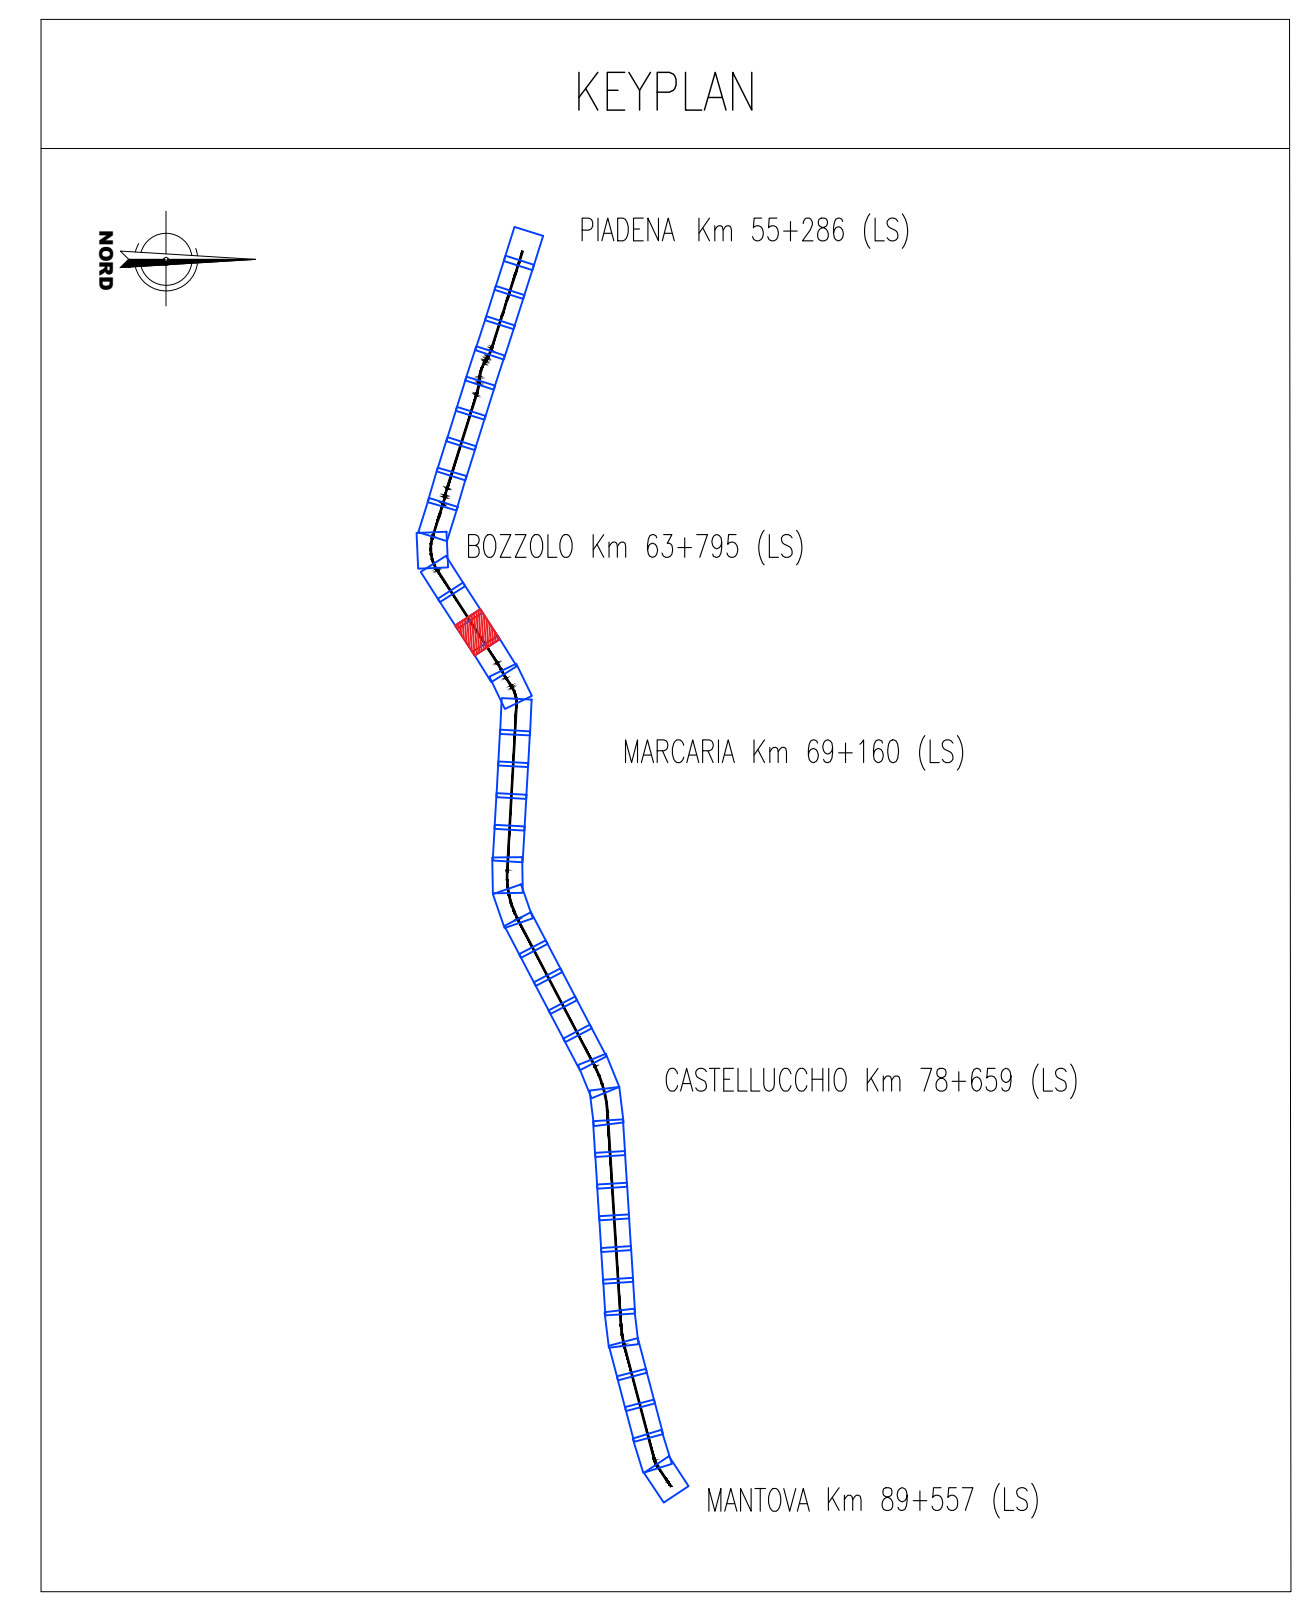 KEYPLAN
NORD
PIADENA Km 55+286 (LS)
BOZZOLO Km 63+795 (LS)
MARCARIA Km 69+160 (LS)
CASTELLUCCHIO Km 78+659 (LS)
MANTOVA Km 89+557 (LS)